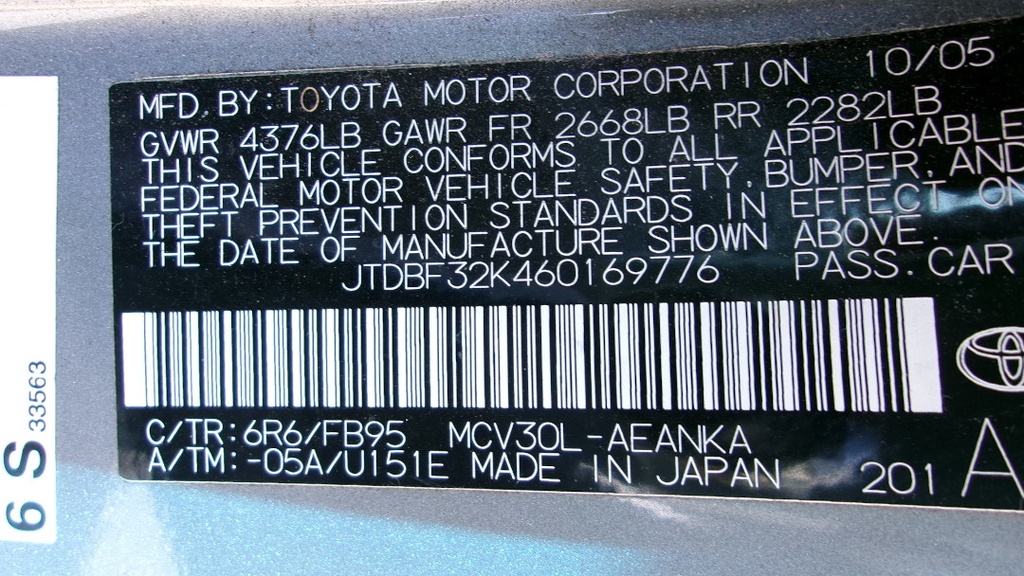 MFD. BY: TOYOTA MOTOR CORPORATION 10/05
GVWR 4376LB GAWR FR 2668LB RR 2282LB
THIS VEHICLE CONFORMS TO ALL APPLICABLE
FEDERAL MOTOR VEHICLE SAFETY, BUMPER, AND
THEFT PREVENTION STANDARDS IN EFFECT ON
THE DATE OF MANUFACTURE SHOWN ABOVE.
JTDBF32K460169776 PASS. CAR
C/TR: 6R6/FB95 MCV30L-AEANKA
A/TM: -05A/U151E MADE IN JAPAN 201 A
6 S 33563